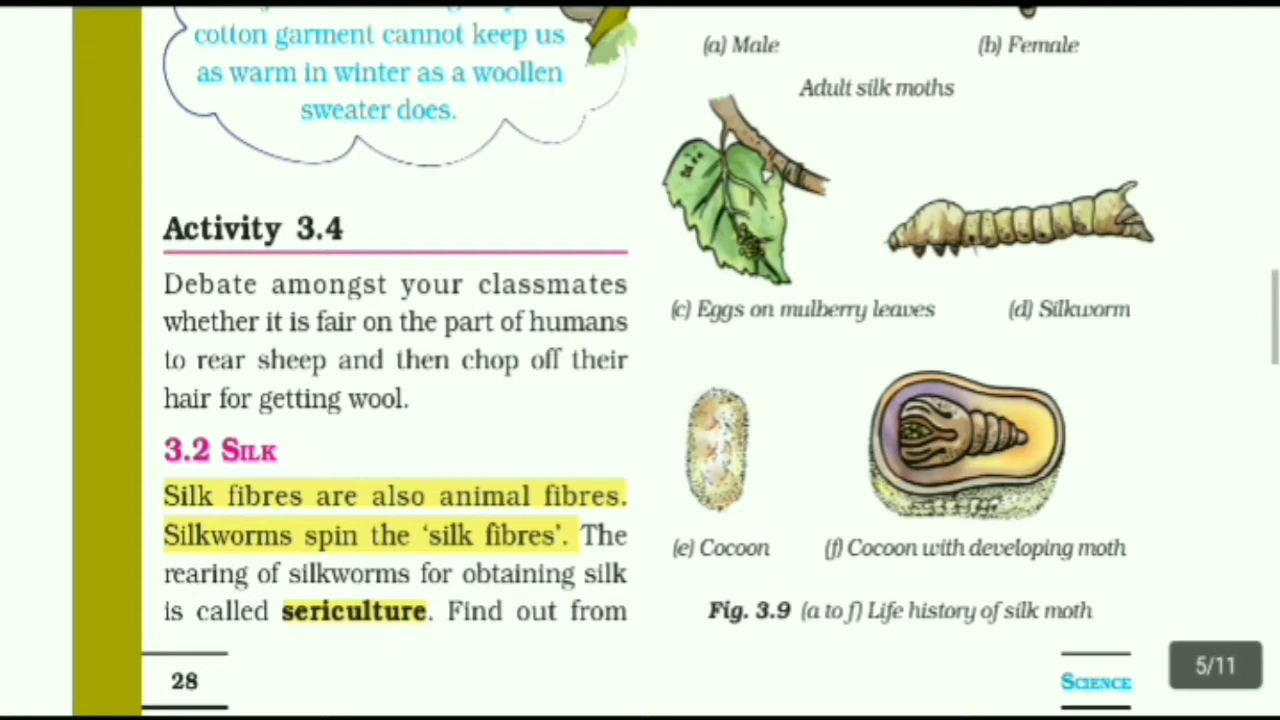 cotton garment cannot keep us
as warm in winter as a woollen
sweater does.
Activity 3.4
Debate amongst your classmates
whether it is fair on the part of humans
to rear sheep and then chop off their
hair for getting wool.
3.2 SILK
Silk fibres are also animal fibres.
Silkworms spin the ‘silk fibres’. The
rearing of silkworms for obtaining silk
is called sericulture. Find out from
28
(a) Male
(b) Female
Adult silk moths
(c) Eggs on mulberry leaves
(d) Silkworm
(e) Cocoon
(f) Cocoon with developing moth
Fig. 3.9 (a to f) Life history of silk moth
SCIENCE
5/11